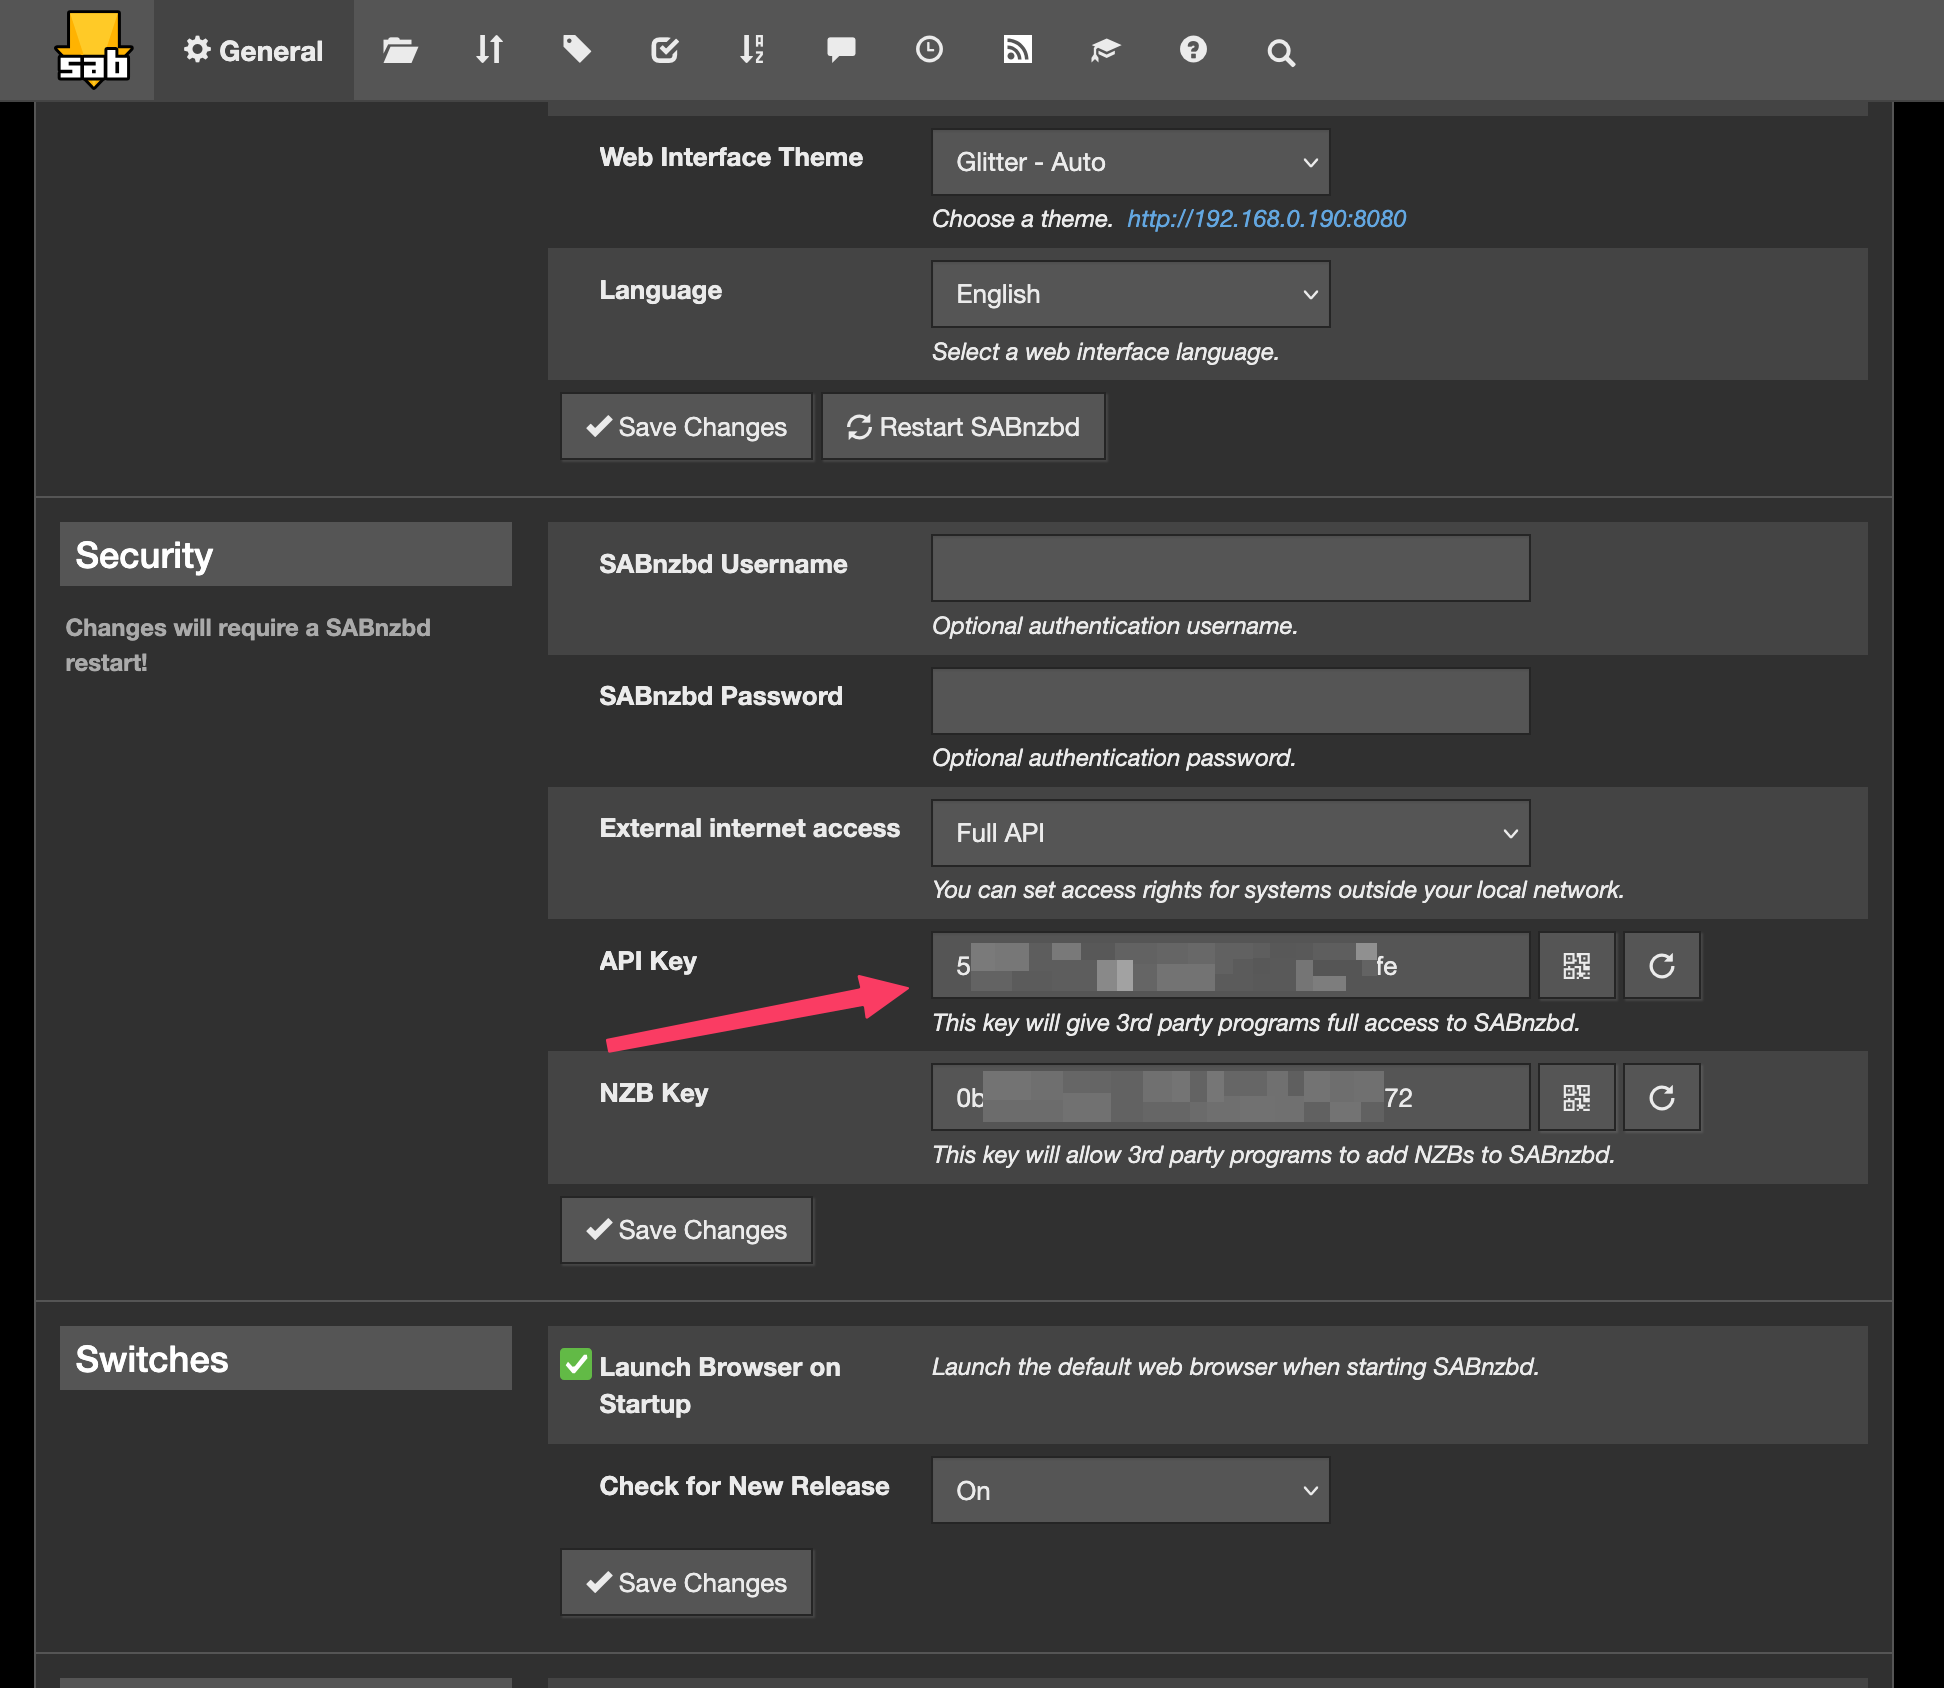 sab
General
Web Interface Theme
Glitter - Auto
Choose a theme. http://192.168.0.190:8080
Language
English
Select a web interface language.
Save Changes
Restart SABnzbd
Security
Changes will require a SABnzbd
restart!
SABnzbd Username
Optional authentication username.
SABnzbd Password
Optional authentication password.
External internet access
Full API
You can set access rights for systems outside your local network.
API Key
5 fe
This key will give 3rd party programs full access to SABnzbd.
NZB Key
0b 72
This key will allow 3rd party programs to add NZBs to SABnzbd.
Save Changes
Switches
Launch Browser on
Startup
Launch the default web browser when starting SABnzbd.
Check for New Release
On
Save Changes